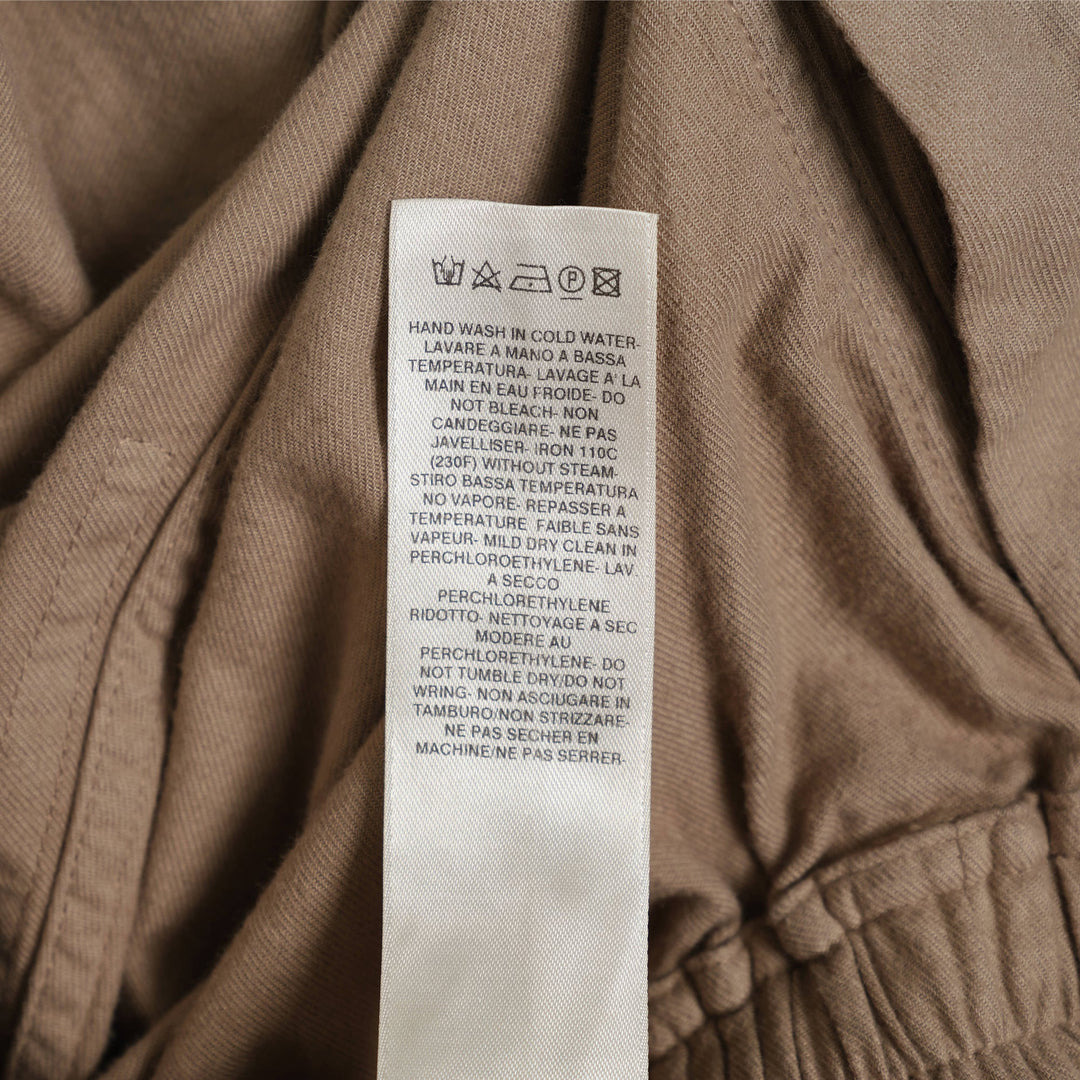 P
HAND WASH IN COLD WATER-
LAVARE A MANO A BASSA
TEMPERATURA- LAVAGE A' LA
MAIN EN EAU FROIDE- DO
NOT BLEACH- NON
CANDEGGIARE- NE PAS
JAVELLISER- IRON 110C
(230F) WITHOUT STEAM-
STIRO BASSA TEMPERATURA
NO VAPORE- REPASSER A
TEMPERATURE FAIBLE SANS
VAPEUR- MILD DRY CLEAN IN
PERCHLOROETHYLENE- LAV.
A SECCO
PERCHLORETHYLENE
RIDOTTO- NETTOYAGE A SEC
MODERE AU
PERCHLORETHYLENE- DO
NOT TUMBLE DRY/DO NOT
WRING- NON ASCIUGARE IN
TAMBURO/NON STRIZZARE-
NE PAS SECHER EN
MACHINE/NE PAS SERRER-